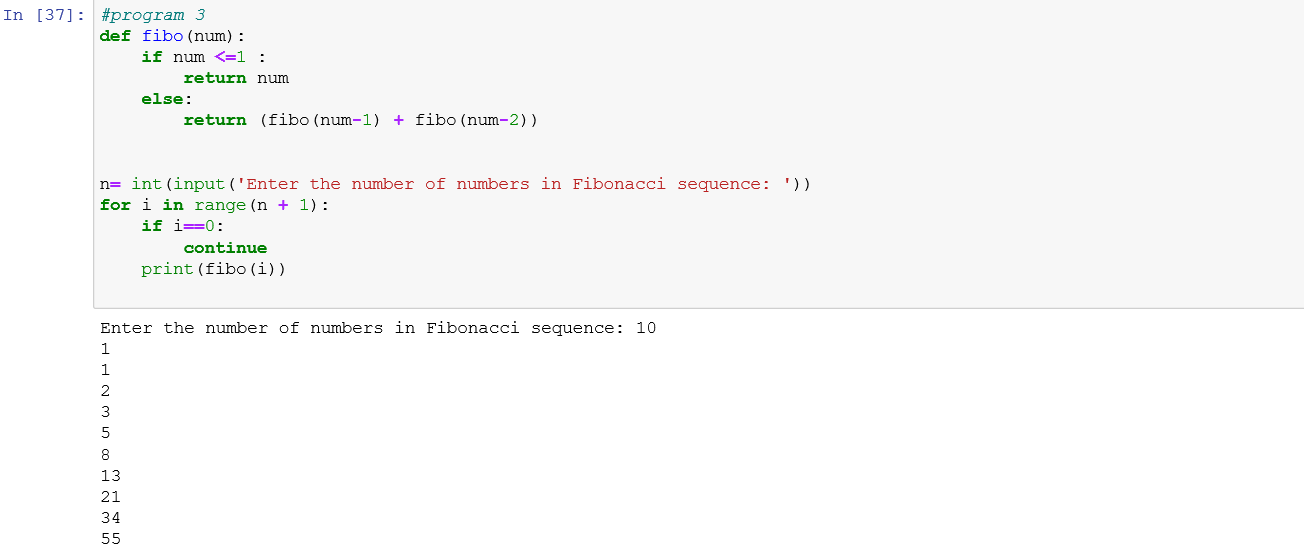 In [37]: #program 3
def fibo(num):
    if num <=1 :
        return num
    else:
        return (fibo(num-1) + fibo(num-2))
n= int(input('Enter the number of numbers in Fibonacci sequence: '))
for i in range(n + 1):
    if i==0:
        continue
    print(fibo(i))
Enter the number of numbers in Fibonacci sequence: 10
1
1
2
3
5
8
13
21
34
55